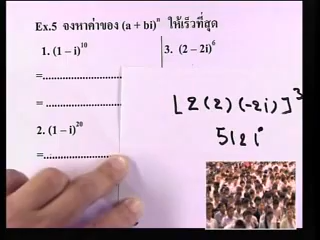 Ex.5 จงหาค่าของ (a + bi)ⁿ ให้เร็วที่สุด
1. (1 – i)¹⁰
=......................
2. (1 – i)²⁰
=......................
3. (2 – 2i)⁶
[2(2)(-2i)]³
512i